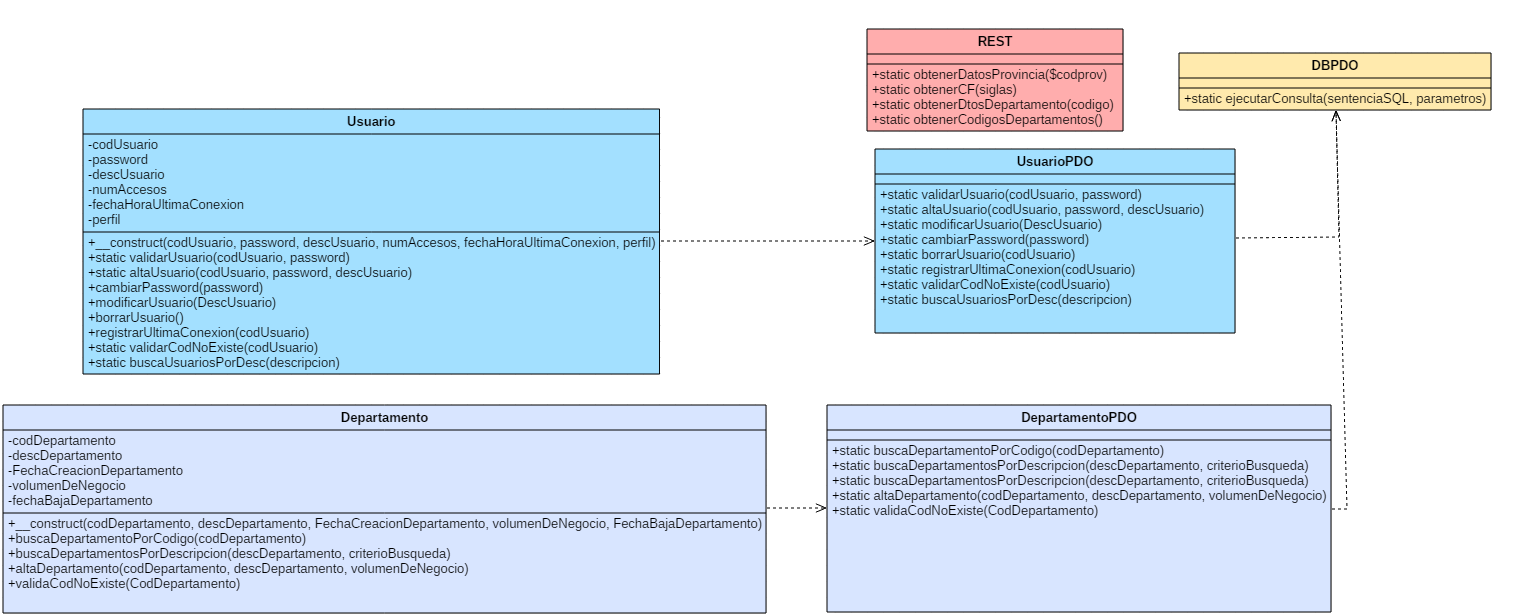 REST
+static obtenerDatosProvincia($codprov)
+static obtenerCF(siglas)
+static obtenerDtosDepartamento(codigo)
+static obtenerCodigosDepartamentos()
DBPDO
+static ejecutarConsulta(sentenciaSQL, parametros)
Usuario
-codUsuario
-password
-descUsuario
-numAccesos
-fechaHoraUltimaConexion
-perfil
+__construct(codUsuario, password, descUsuario, numAccesos, fechaHoraUltimaConexion, perfil)
+static validarUsuario(codUsuario, password)
+static altaUsuario(codUsuario, password, descUsuario)
+cambiarPassword(password)
+modificarUsuario(DescUsuario)
+borrarUsuario()
+registrarUltimaConexion(codUsuario)
+static validarCodNoExiste(codUsuario)
+static buscaUsuariosPorDesc(descripcion)
UsuarioPDO
+static validarUsuario(codUsuario, password)
+static altaUsuario(codUsuario, password, descUsuario)
+static modificarUsuario(DescUsuario)
+static cambiarPassword(password)
+static borrarUsuario(codUsuario)
+static registrarUltimaConexion(codUsuario)
+static validarCodNoExiste(codUsuario)
+static buscaUsuariosPorDesc(descripcion)
Departamento
-codDepartamento
-descDepartamento
-FechaCreacionDepartamento
-volumenDeNegocio
-fechaBajaDepartamento
+__construct(codDepartamento, descDepartamento, FechaCreacionDepartamento, volumenDeNegocio, FechaBajaDepartamento)
+buscaDepartamentoPorCodigo(codDepartamento)
+buscaDepartamentosPorDescripcion(descDepartamento, criterioBusqueda)
+altaDepartamento(codDepartamento, descDepartamento, volumenDeNegocio)
+validaCodNoExiste(CodDepartamento)
DepartamentoPDO
+static buscaDepartamentoPorCodigo(codDepartamento)
+static buscaDepartamentosPorDescripcion(descDepartamento, criterioBusqueda)
+static buscaDepartamentosPorDescripcion(descDepartamento, criterioBusqueda)
+static altaDepartamento(codDepartamento, descDepartamento, volumenDeNegocio)
+static validaCodNoExiste(CodDepartamento)